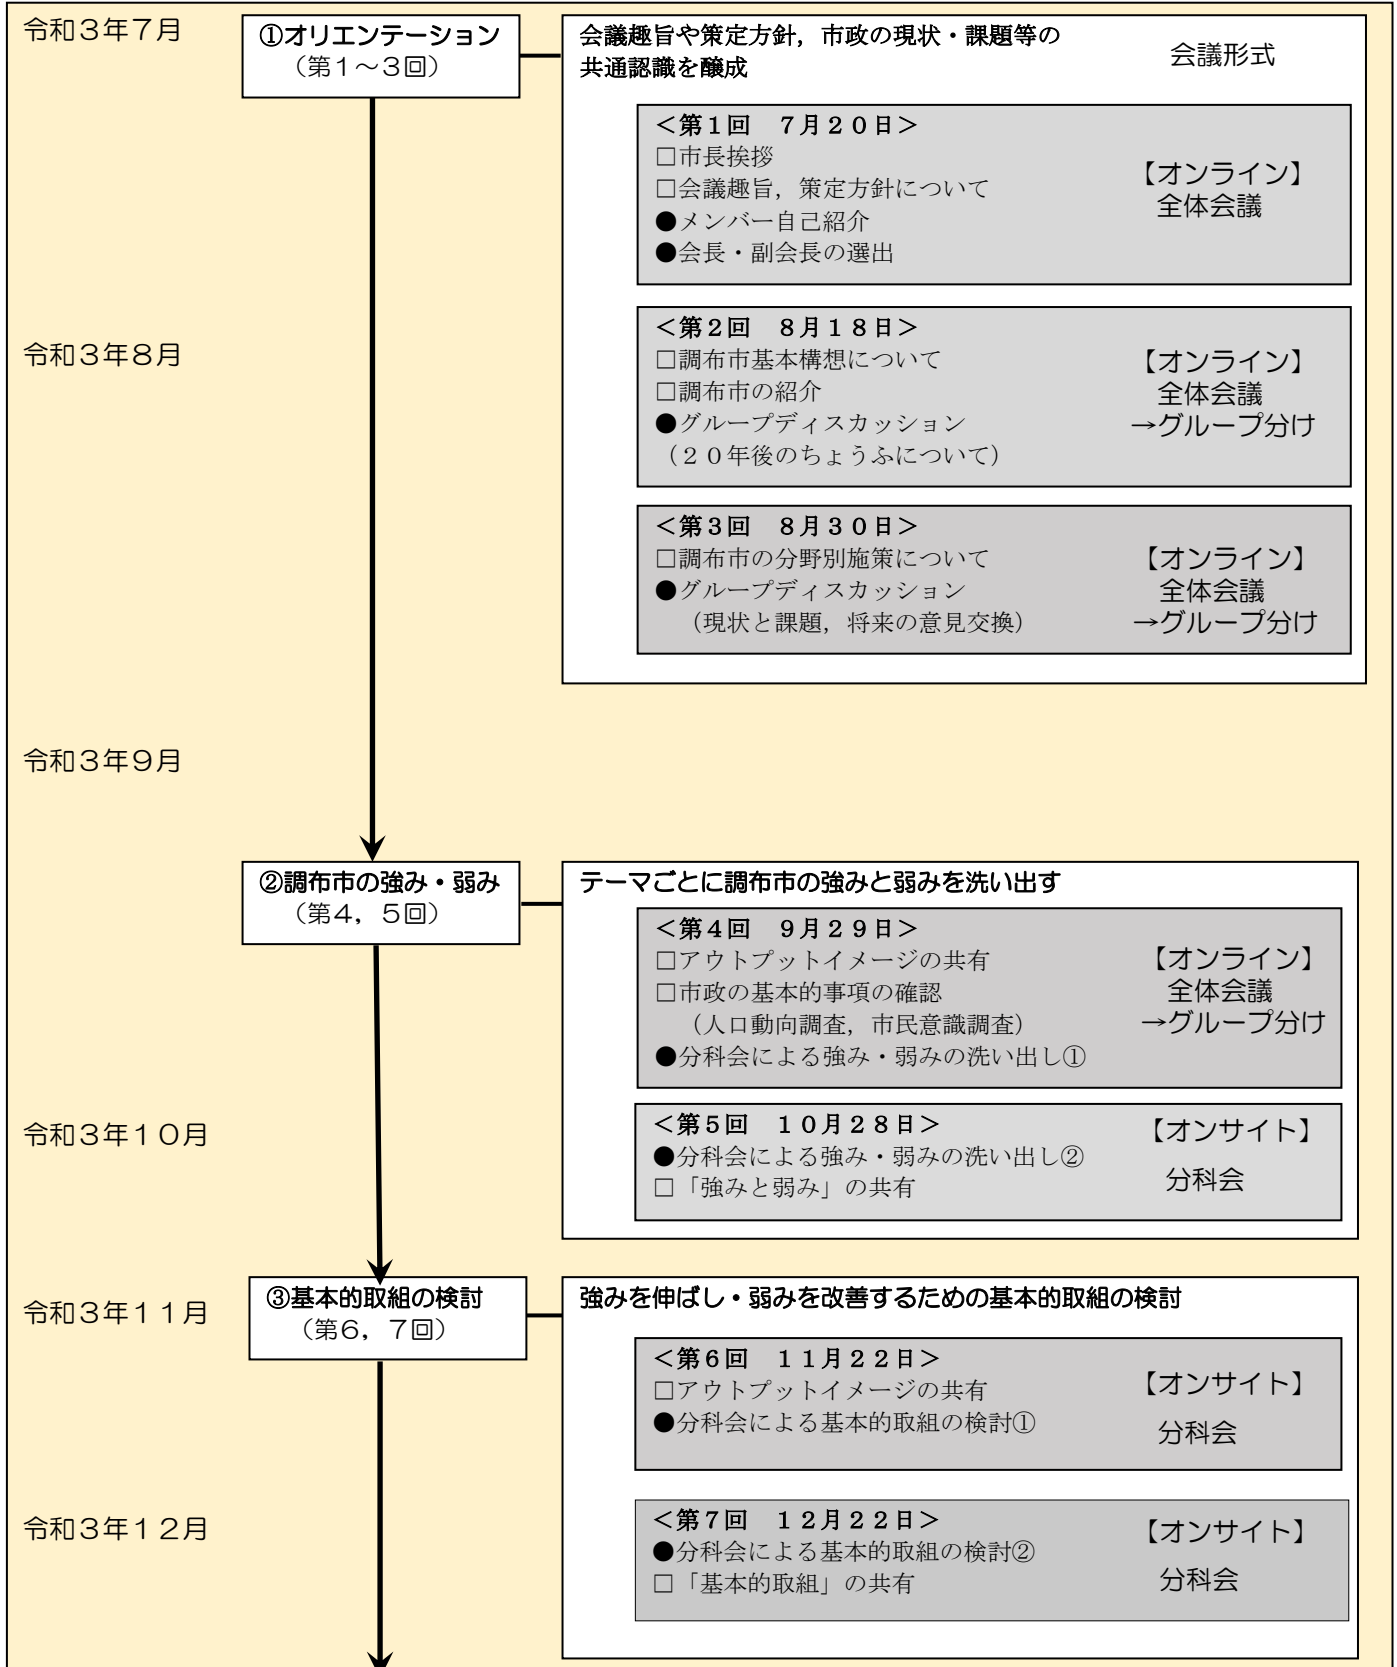 令和３年７月
①オリエンテーション
（第１～３回）
会議趣旨や策定方針，市政の現状・課題等の
共通認識を醸成
会議形式
＜第１回　７月２０日＞
□市長挨拶
□会議趣旨，策定方針について
●メンバー自己紹介
●会長・副会長の選出
【オンライン】
全体会議
令和３年８月
＜第２回　８月１８日＞
□調布市基本構想について
□調布市の紹介
●グループディスカッション
（２０年後のちょうふについて）
【オンライン】
全体会議
→グループ分け
＜第３回　８月３０日＞
□調布市の分野別施策について
●グループディスカッション
（現状と課題，将来の意見交換）
【オンライン】
全体会議
→グループ分け
令和３年９月
②調布市の強み・弱み
（第４，５回）
テーマごとに調布市の強みと弱みを洗い出す
＜第４回　９月２９日＞
□アウトプットイメージの共有
□市政の基本的事項の確認
（人口動向調査，市民意識調査）
●分科会による強み・弱みの洗い出し①
【オンライン】
全体会議
→グループ分け
令和３年１０月
＜第５回　１０月２８日＞
●分科会による強み・弱みの洗い出し②
□「強みと弱み」の共有
【オンサイト】
分科会
令和３年１１月
③基本的取組の検討
（第６，７回）
強みを伸ばし・弱みを改善するための基本的取組の検討
＜第６回　１１月２２日＞
□アウトプットイメージの共有
●分科会による基本的取組の検討①
【オンサイト】
分科会
令和３年１２月
＜第７回　１２月２２日＞
●分科会による基本的取組の検討②
□「基本的取組」の共有
【オンサイト】
分科会